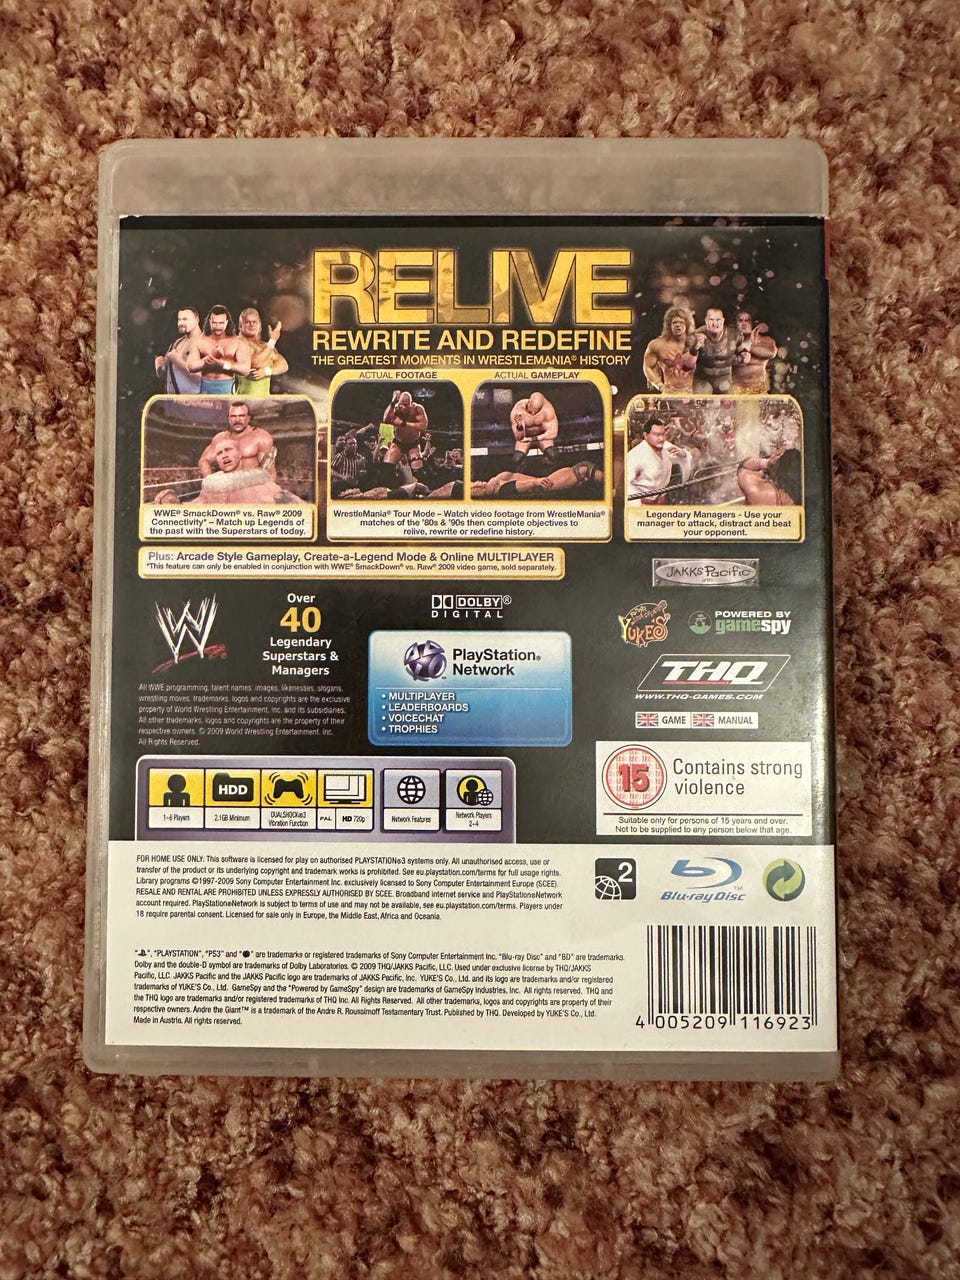 RELIVE
REWRITE AND REDEFINE
THE GREATEST MOMENTS IN WRESTLEMANIA® HISTORY
ACTUAL FOOTAGE
ACTUAL GAMEPLAY
WWE® SmackDown® vs. Raw® 2009
Connectivity* – Match up Legends of
the past with the Superstars of today.
WrestleMania® Tour Mode – Watch video footage from WrestleMania®
matches of the '80s & '90s then complete objectives to
relive, rewrite or redefine history.
Legendary Managers - Use your
manager to attack, distract and beat
your opponent.
Plus: Arcade Style Gameplay, Create-a-Legend Mode & Online MULTIPLAYER
*This feature can only be enabled in conjunction with WWE® SmackDown® vs. Raw® 2009 video game, sold separately.
JAKKS Pacific
INC.
W
Over
40
Legendary
Superstars &
Managers
DOLBY®
DIGITAL
YUKE'S
POWERED BY
gamespy
PlayStation®
Network
• MULTIPLAYER
• LEADERBOARDS
• VOICECHAT
• TROPHIES
THQ
WWW.THQ-GAMES.COM
GAME
MANUAL
All WWE programming, talent names, images, likenesses, slogans,
wrestling moves, trademarks, logos and copyrights are the exclusive
property of World Wrestling Entertainment, Inc. and its subsidiaries.
All other trademarks, logos and copyrights are the property of their
respective owners. © 2009 World Wrestling Entertainment, Inc.
All Rights Reserved.
15
Contains strong
violence
Suitable only for persons of 15 years and over.
Not to be supplied to any person below that age.
HDD
1-6 Players
2.1GB Minimum
DUALSHOCK®3
Vibration Function
PAL
HD 720p
Network Features
Network Players
2-4
FOR HOME USE ONLY: This software is licensed for play on authorised PLAYSTATION®3 systems only. All unauthorised access, use or
transfer of the product or its underlying copyright and trademark works is prohibited. See eu.playstation.com/terms for full usage rights.
Library programs ©1997-2009 Sony Computer Entertainment Inc. exclusively licensed to Sony Computer Entertainment Europe (SCEE).
RESALE AND RENTAL ARE PROHIBITED UNLESS EXPRESSLY AUTHORISED BY SCEE. Broadband internet service and PlayStation®Network
account required. PlayStation®Network is subject to terms of use and may not be available, see eu.playstation.com/terms. Players under
18 require parental consent. Licensed for sale only in Europe, the Middle East, Africa and Oceania.
2
Blu-ray Disc™
", "PLAYSTATION", "PS3" and " " are trademarks or registered trademarks of Sony Computer Entertainment Inc. "Blu-ray Disc" and "BD" are trademarks.
Dolby and the double-D symbol are trademarks of Dolby Laboratories. © 2009 THQ/JAKKS Pacific, LLC. Used under exclusive license by THQ/JAKKS
Pacific, LLC. JAKKS Pacific and the JAKKS Pacific logo are trademarks of JAKKS Pacific, Inc. YUKE'S Co., Ltd. and its logo are trademarks and/or registered
trademarks of YUKE'S Co., Ltd. GameSpy and the "Powered by GameSpy" design are trademarks of GameSpy Industries, Inc. All rights reserved. THQ and
the THQ logo are trademarks and/or registered trademarks of THQ Inc. All Rights Reserved. All other trademarks, logos and copyrights are property of their
respective owners. Andre the Giant™ is a trademark of the Andre R. Rousimoff Testamentary Trust. Published by THQ. Developed by YUKE'S Co., Ltd.
Made in Austria. All rights reserved.
4 005209 116923